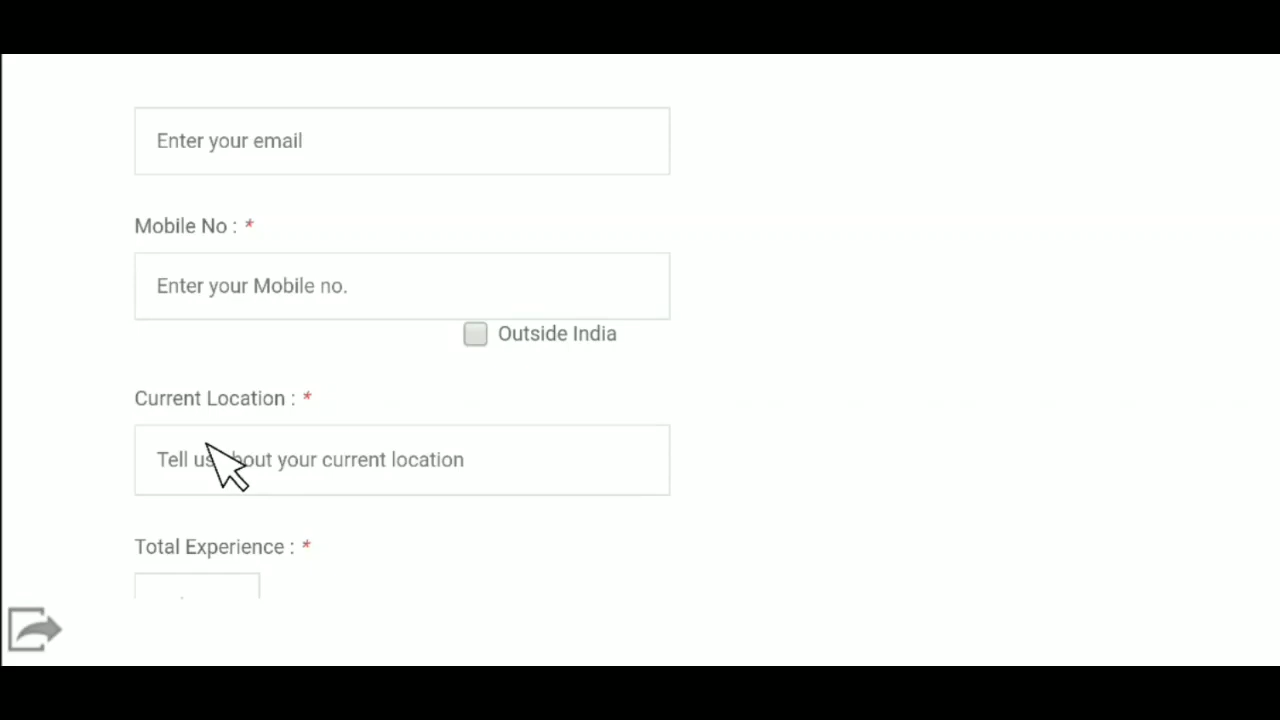 Enter your email
Mobile No : *
Enter your Mobile no.
Outside India
Current Location : *
Tell us about your current location
Total Experience : *